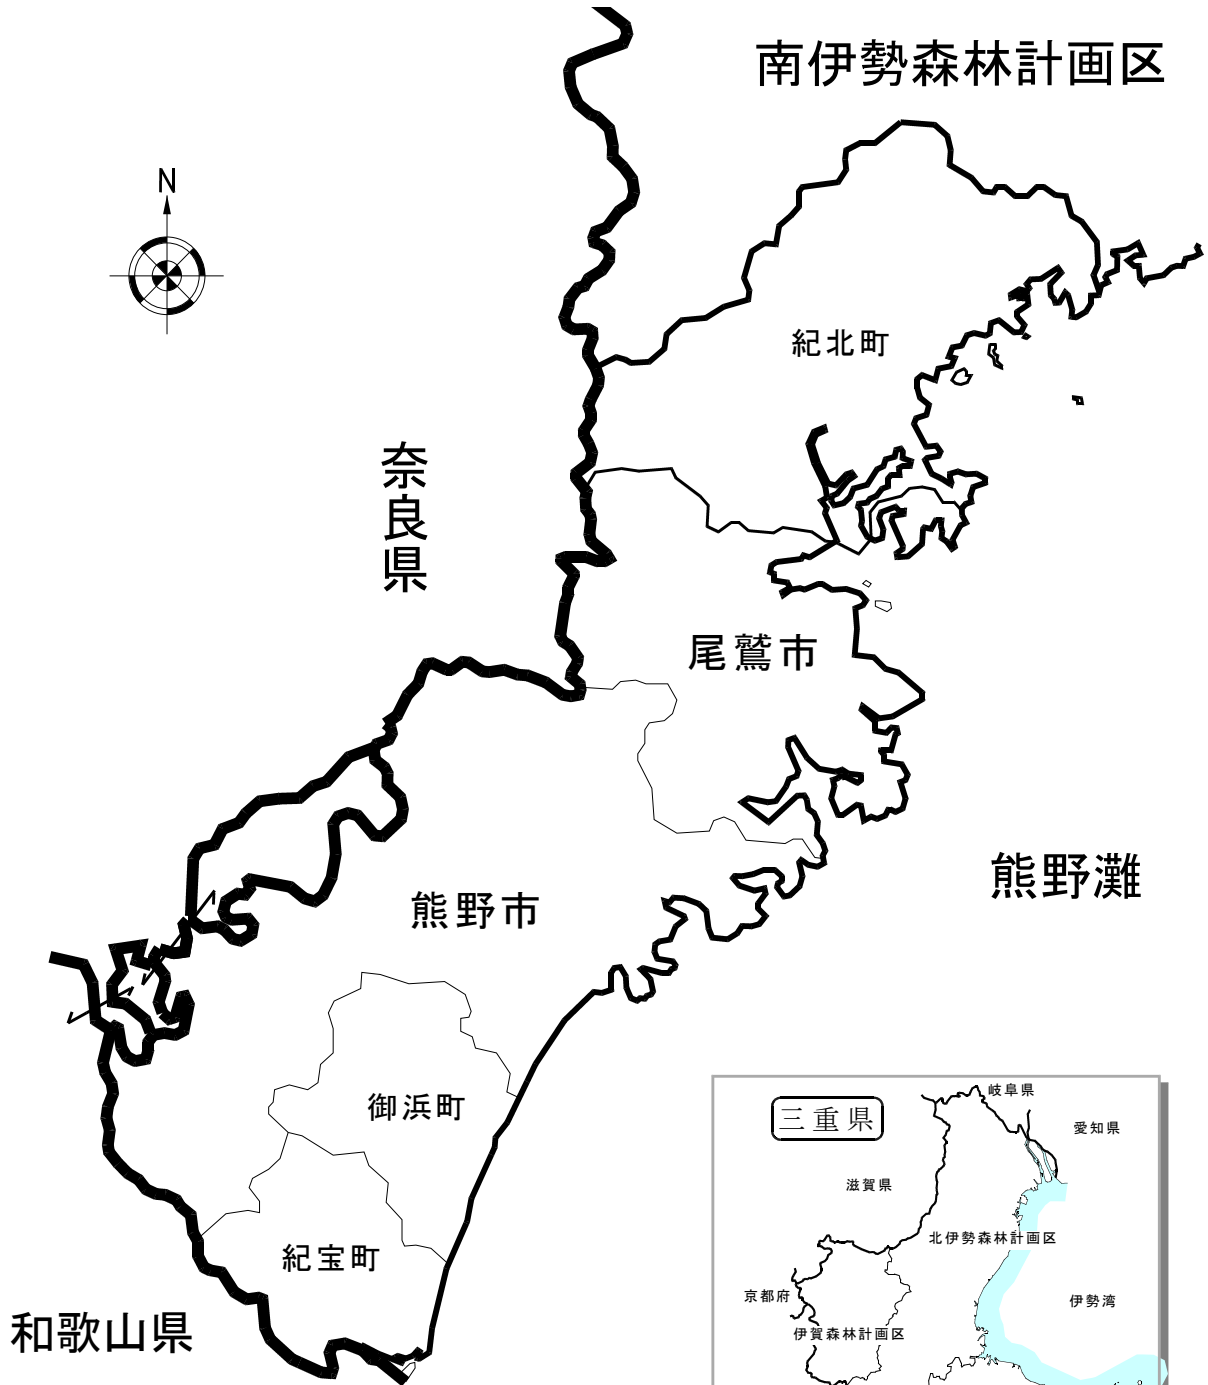 南伊勢森林計画区
N
紀北町
奈良県
尾鷲市
熊野灘
熊野市
御浜町
紀宝町
和歌山県
三重県
岐阜県
愛知県
滋賀県
北伊勢森林計画区
京都府
伊勢湾
伊賀森林計画区